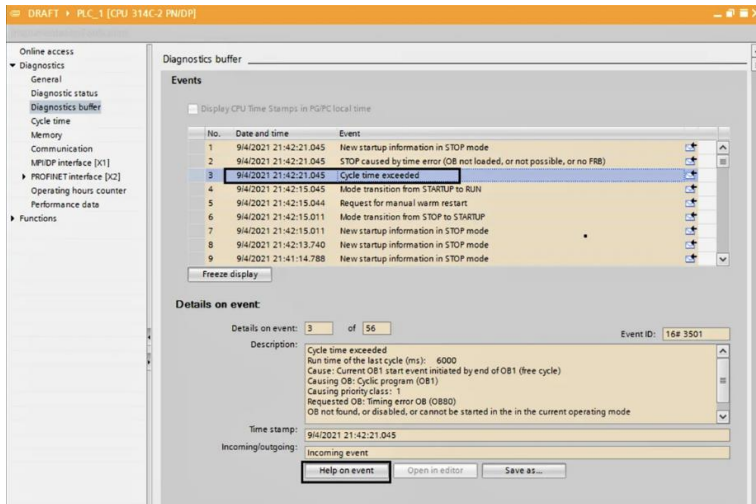 DRAFT ▸ PLC_1 [CPU 314C-2 PN/DP]
Online access
Diagnostics
General
Diagnostic status
Diagnostics buffer
Cycle time
Memory
Communication
MPI/DP interface [X1]
PROFINET interface [X2]
Operating hours counter
Performance data
Functions
Diagnostics buffer
Events
Display CPU Time Stamps in PG/PC local time
No. Date and time Event
1 9/4/2021 21:42:21.045 New startup information in STOP mode
2 9/4/2021 21:42:21.045 STOP caused by time error (OB not loaded, or not possible, or no FRB)
3 9/4/2021 21:42:21.045 Cycle time exceeded
4 9/4/2021 21:42:15.045 Mode transition from STARTUP to RUN
5 9/4/2021 21:42:15.044 Request for manual warm restart
6 9/4/2021 21:42:15.011 Mode transition from STOP to STARTUP
7 9/4/2021 21:42:15.011 New startup information in STOP mode
8 9/4/2021 21:42:13.740 New startup information in STOP mode
9 9/4/2021 21:41:14.788 New startup information in STOP mode
Freeze display
Details on event:
Details on event: 3 of 56 Event ID: 16# 3501
Description: Cycle time exceeded
Run time of the last cycle (ms): 6000
Cause: Current OB1 start event initiated by end of OB1 (free cycle)
Causing OB: Cyclic program (OB1)
Causing priority class: 1
Requested OB: Timing error OB (OB80)
OB not found, or disabled, or cannot be started in the in the current operating mode
Time stamp: 9/4/2021 21:42:21.045
Incoming/outgoing: Incoming event
Help on event Open in editor Save as...